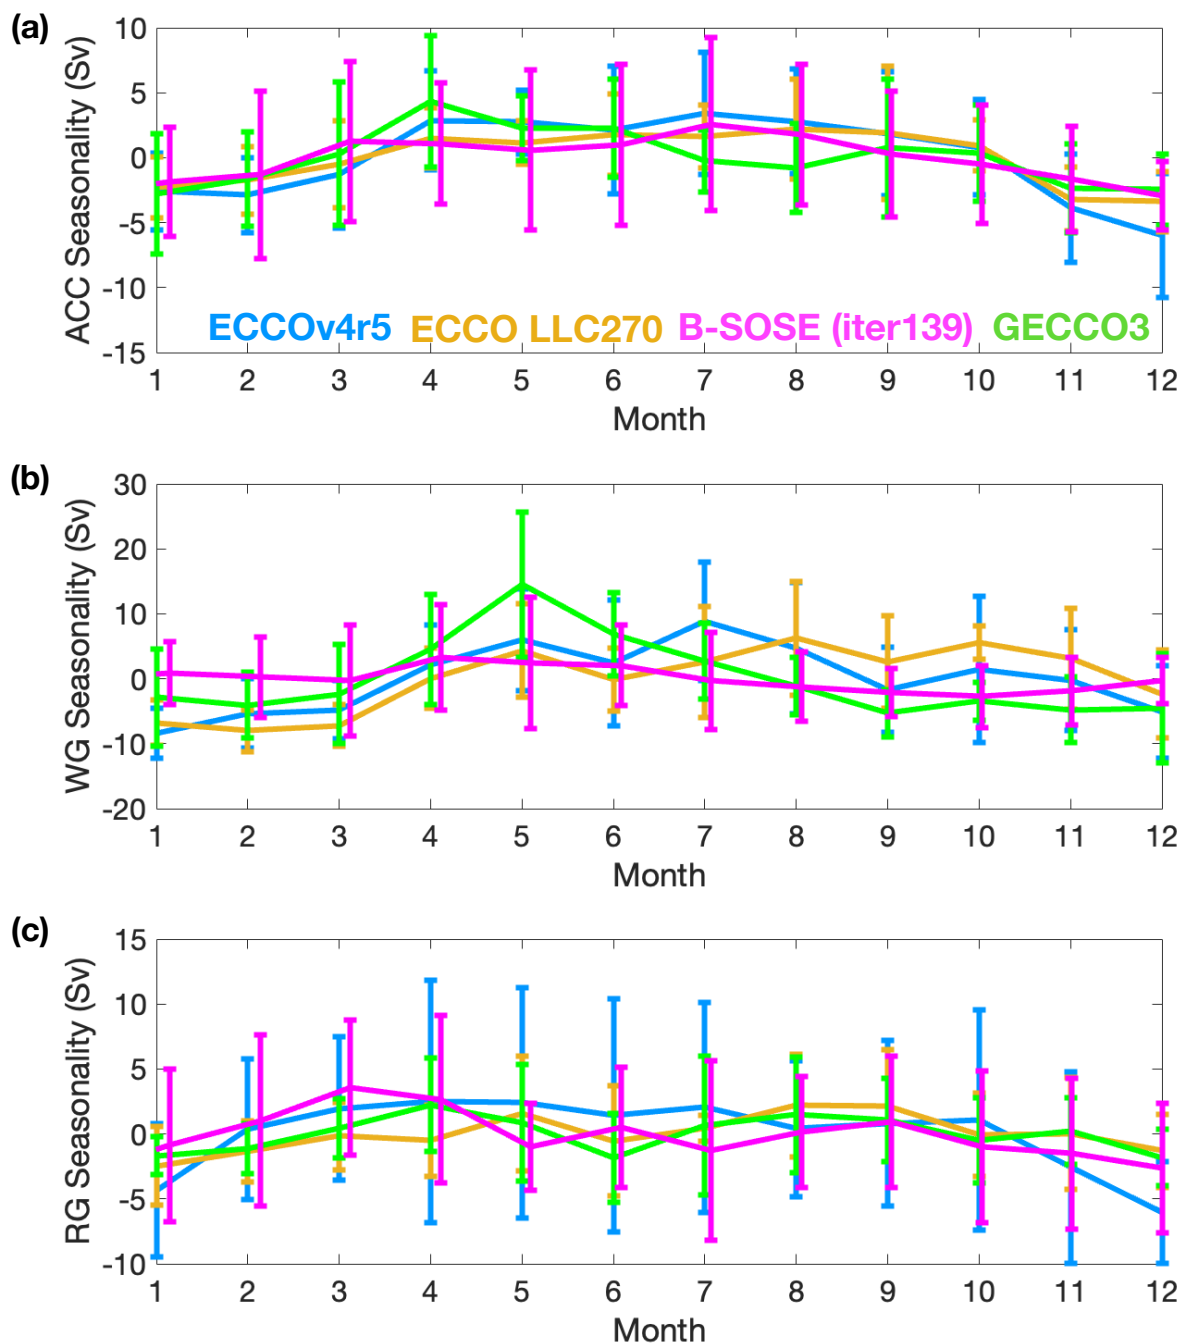 (a)
ACC Seasonality (Sv)
10
5
0
-5
-10
-15
ECCOv4r5 ECCO LLC270 B-SOSE (iter139) GECCO3
1 2 3 4 5 6 7 8 9 10 11 12
Month
(b)
WG Seasonality (Sv)
30
20
10
0
-10
-20
1 2 3 4 5 6 7 8 9 10 11 12
Month
(c)
RG Seasonality (Sv)
15
10
5
0
-5
-10
1 2 3 4 5 6 7 8 9 10 11 12
Month